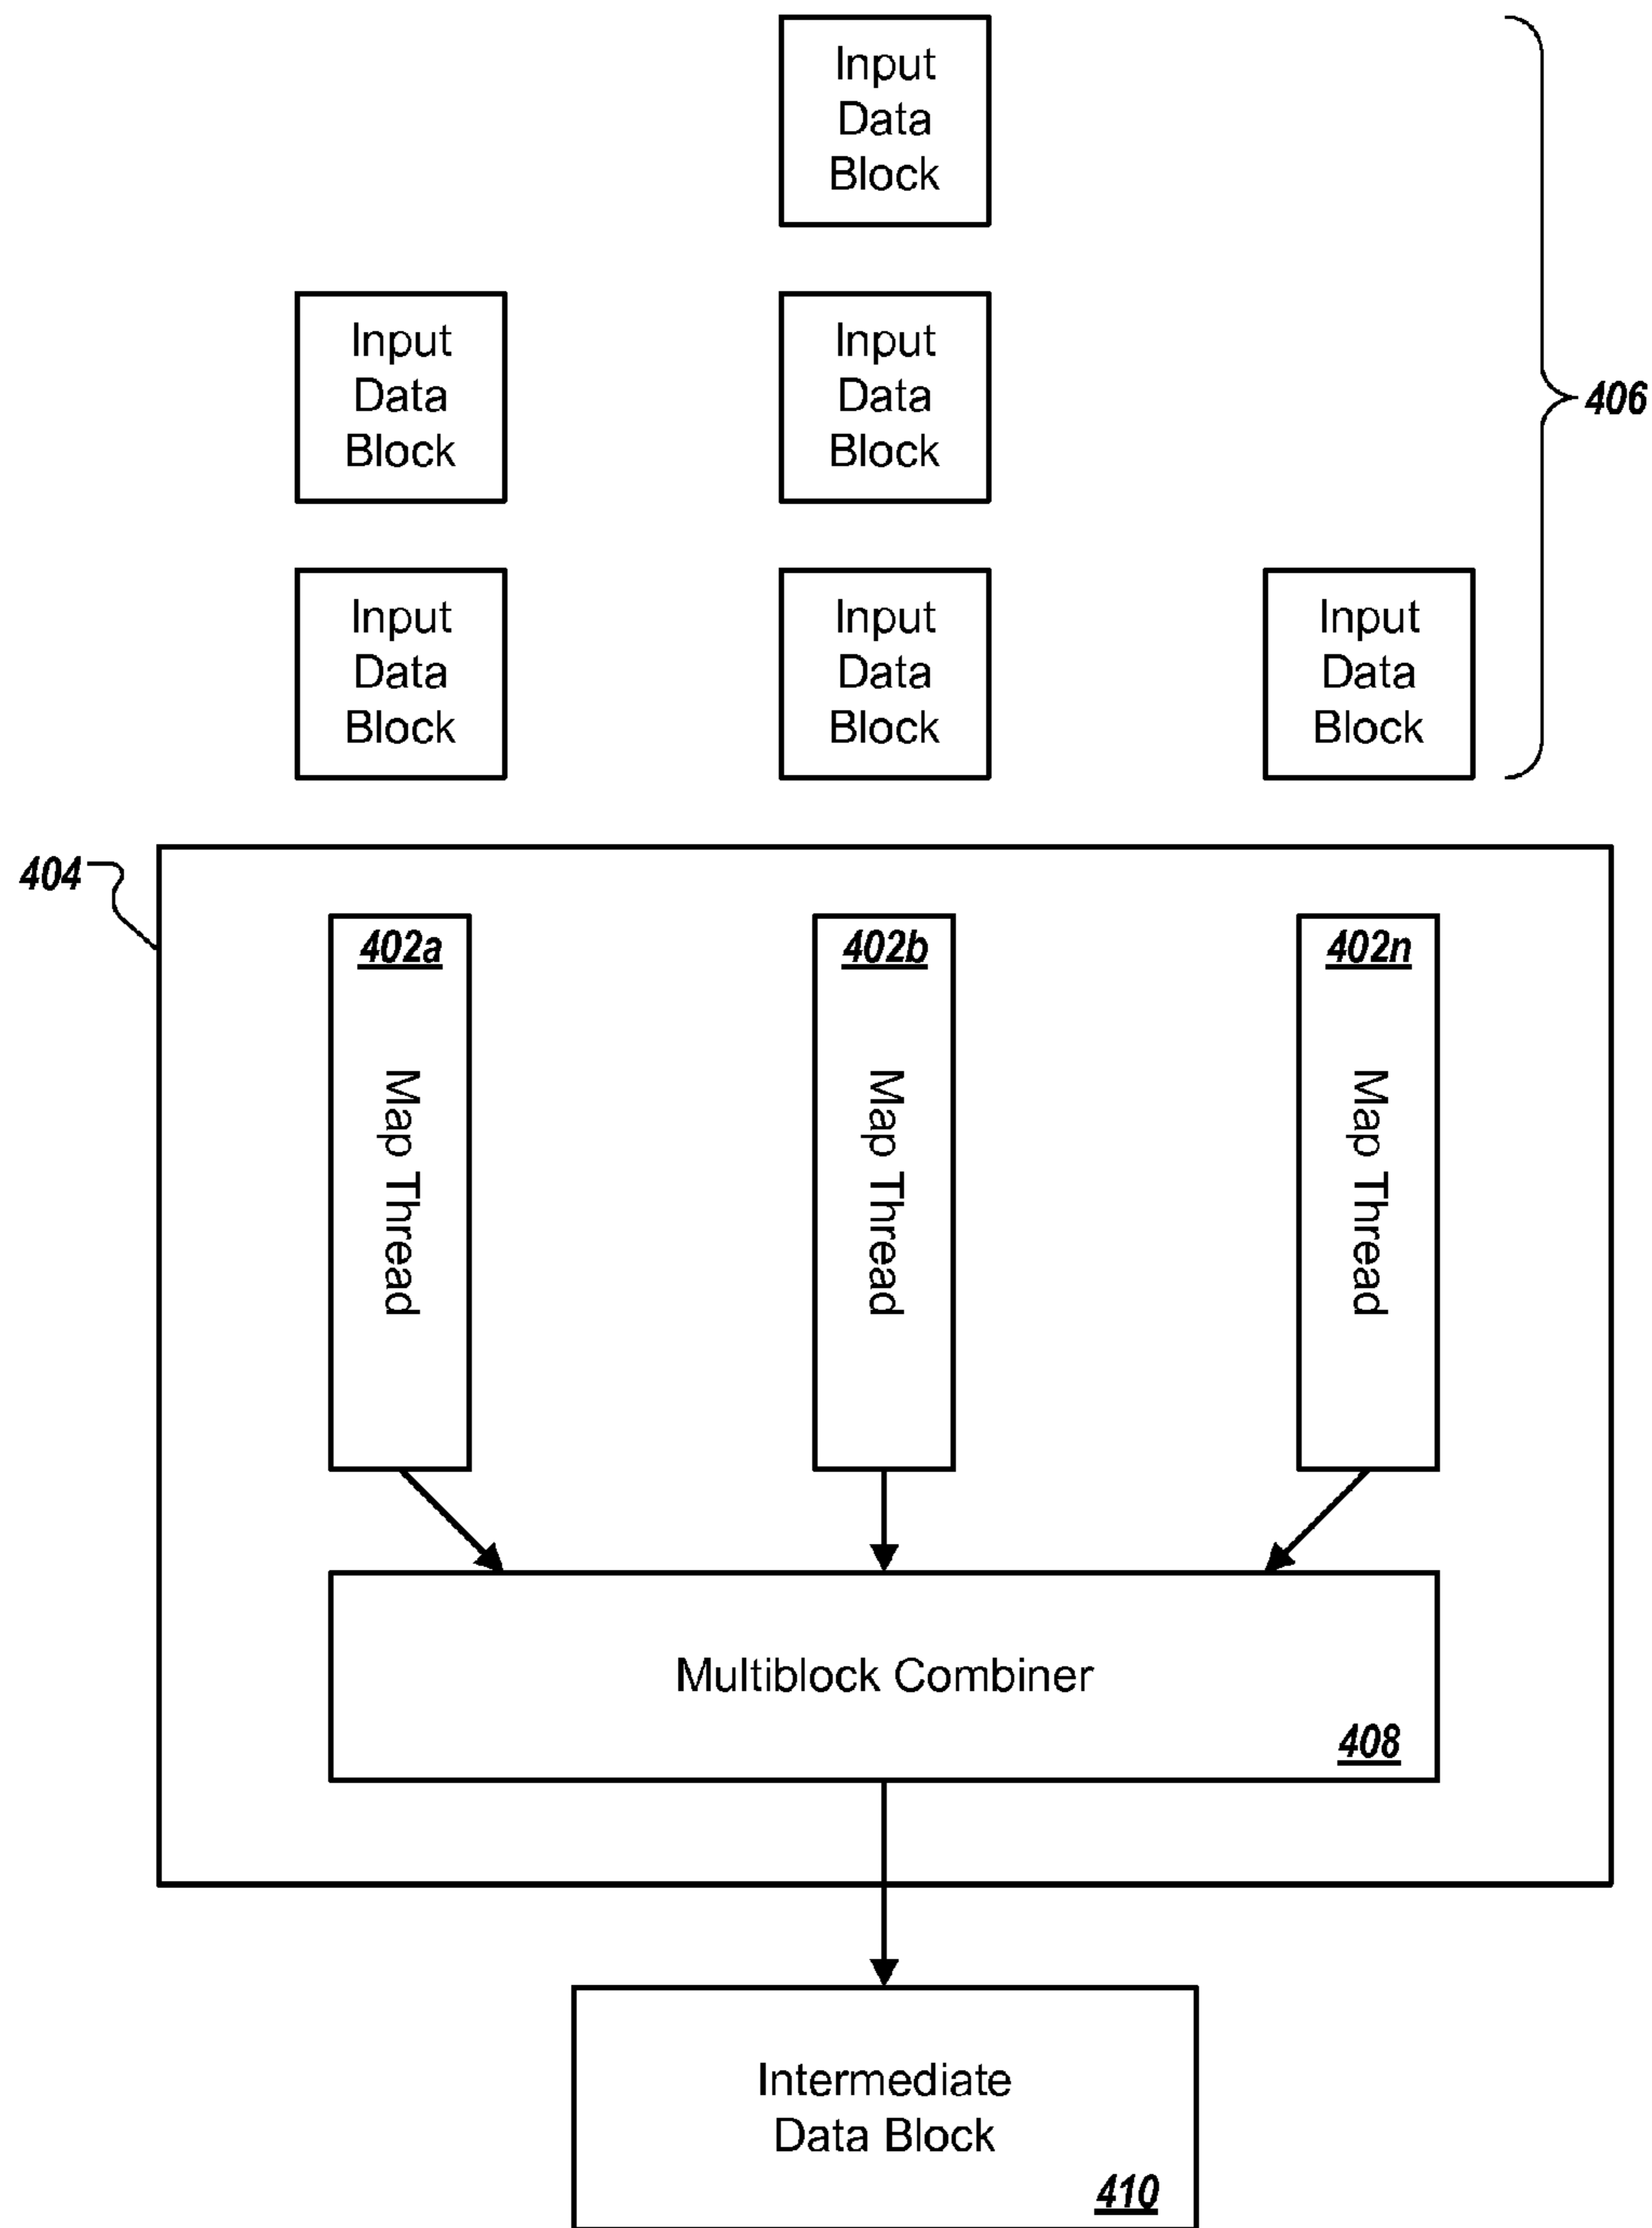 Input
Data
Block
Input
Data
Block
Input
Data
Block
406
Input
Data
Block
Input
Data
Block
Input
Data
Block
404
402a
Map Thread
402b
Map Thread
402n
Map Thread
Multiblock Combiner
408
Intermediate
Data Block
410